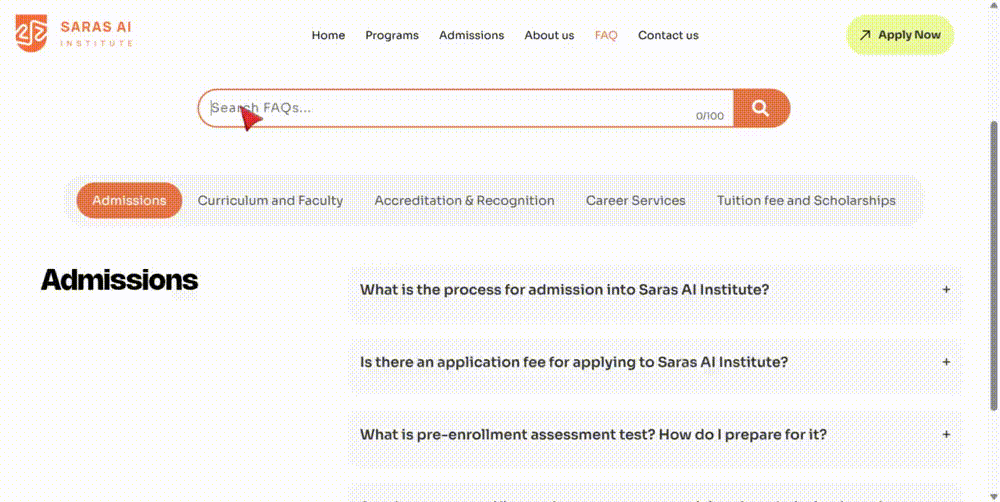 SARAS AI
INSTITUTE
Home Programs Admissions About us FAQ Contact us
Apply Now
Search FAQs...
0/100
Admissions Curriculum and Faculty Accreditation & Recognition Career Services Tuition fee and Scholarships
Admissions
What is the process for admission into Saras AI Institute? +
Is there an application fee for applying to Saras AI Institute? +
What is pre-enrollment assessment test? How do I prepare for it? +